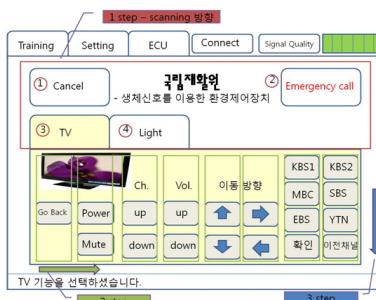 1 step – scanning 방향
Training Setting ECU Connect Signal Quality
① Cancel
국립재활원
- 생체신호를 이용한 환경제어장치
② Emergency call
③ TV
④ Light
Ch. Vol. 이동 방향
KBS1 KBS2
MBC SBS
Go Back Power up up
EBS YTN
Mute down down
확인 이전채널
TV 기능을 선택하셨습니다.
3 step